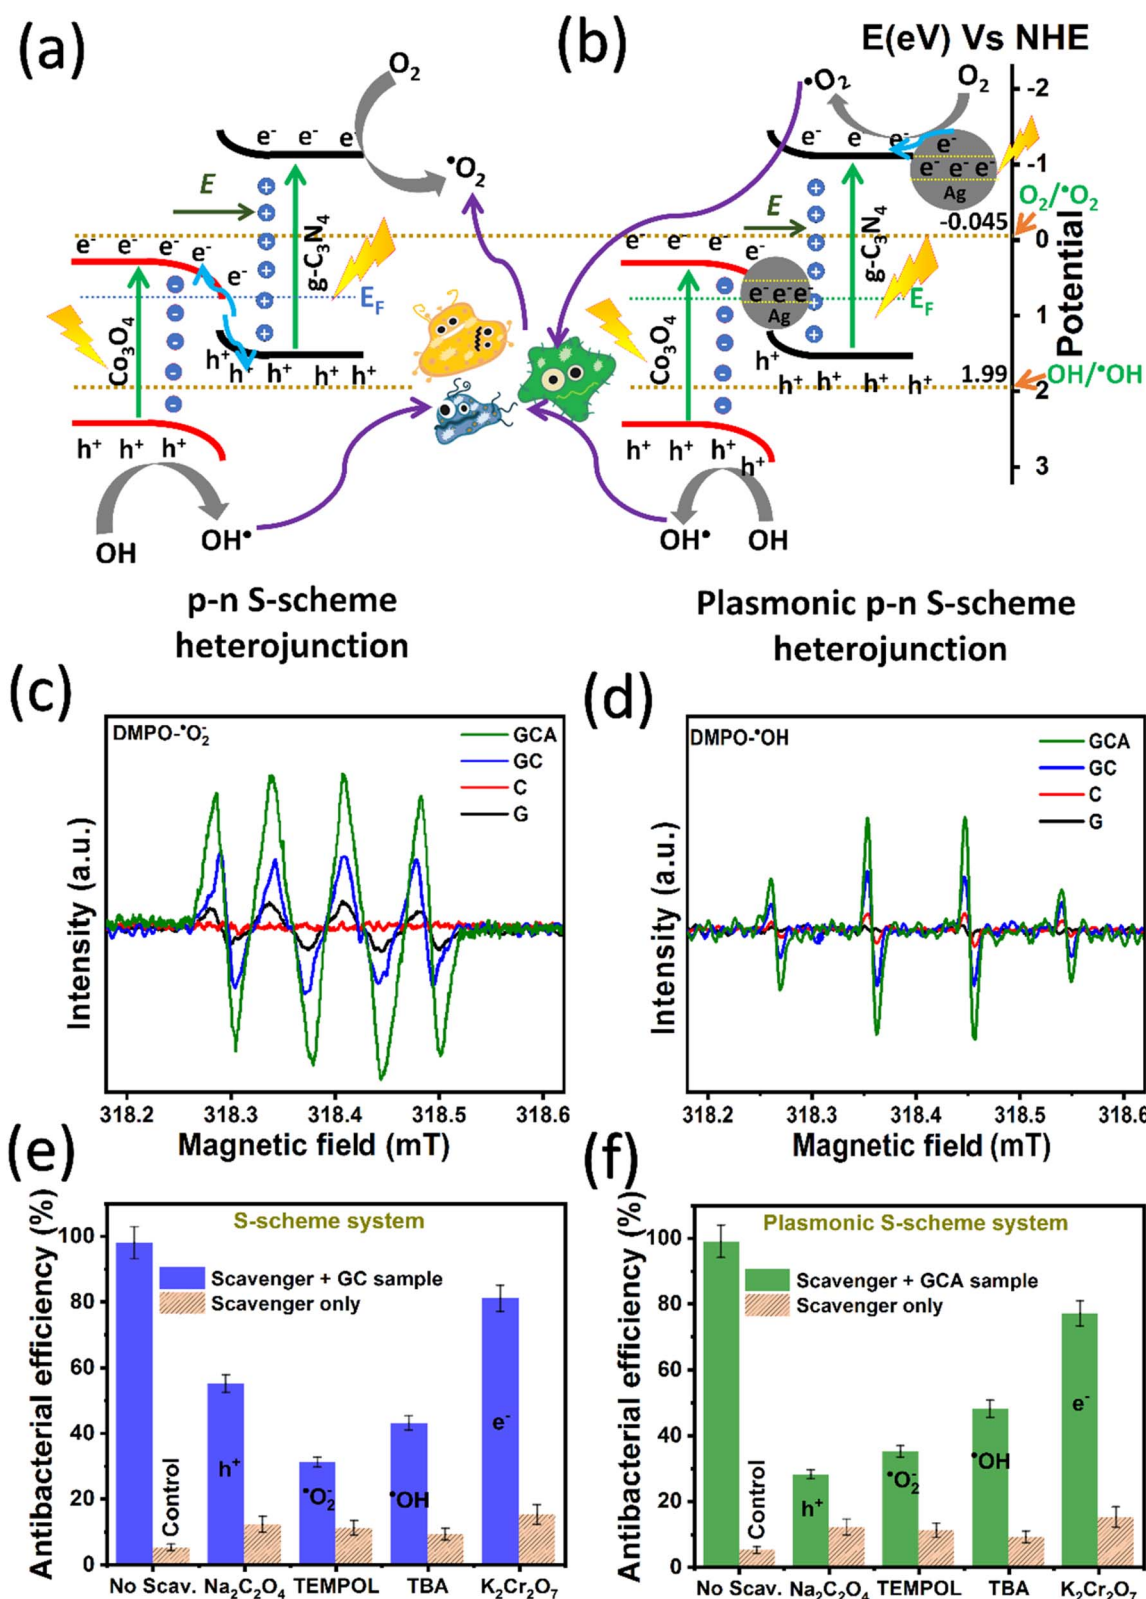 (a)
(b)
E(eV) Vs NHE
O₂
•O₂
O₂
-2
e⁻ e⁻ e⁻
e⁻ e⁻ e⁻
e⁻
-1
•O₂
e⁻ e⁻ e⁻
Ag
O₂/•O₂
E
E
-0.045
0
e⁻ e⁻ e⁻ e⁻
g-C₃N₄
e⁻ e⁻ e⁻
g-C₃N₄
Potential
e⁻
E_F
e⁻ e⁻ e⁻
Ag
E_F
1
Co₃O₄
h⁺
h⁺ h⁺ h⁺ h⁺
Co₃O₄
h⁺
h⁺ h⁺ h⁺ h⁺
1.99
OH/•OH
2
h⁺ h⁺ h⁺
h⁺ h⁺ h⁺
h⁺
3
OH
OH•
OH•
OH
p-n S-scheme
heterojunction
Plasmonic p-n S-scheme
heterojunction
(c)
DMPO-•O₂⁻
GCA
GC
C
G
Intensity (a.u.)
318.2 318.3 318.4 318.5 318.6
Magnetic field (mT)
(d)
DMPO-•OH
GCA
GC
C
G
Intensity (a.u.)
318.2 318.3 318.4 318.5 318.6
Magnetic field (mT)
(e)
S-scheme system
Scavenger + GC sample
Scavenger only
Antibacterial efficiency (%)
100
80
60
40
20
0
Control
h⁺
•O₂⁻
•OH
e⁻
No Scav. Na₂C₂O₄ TEMPOL TBA K₂Cr₂O₇
(f)
Plasmonic S-scheme system
Scavenger + GCA sample
Scavenger only
Antibacterial efficiency (%)
100
80
60
40
20
0
Control
h⁺
•O₂⁻
•OH
e⁻
No Scav. Na₂C₂O₄ TEMPOL TBA K₂Cr₂O₇